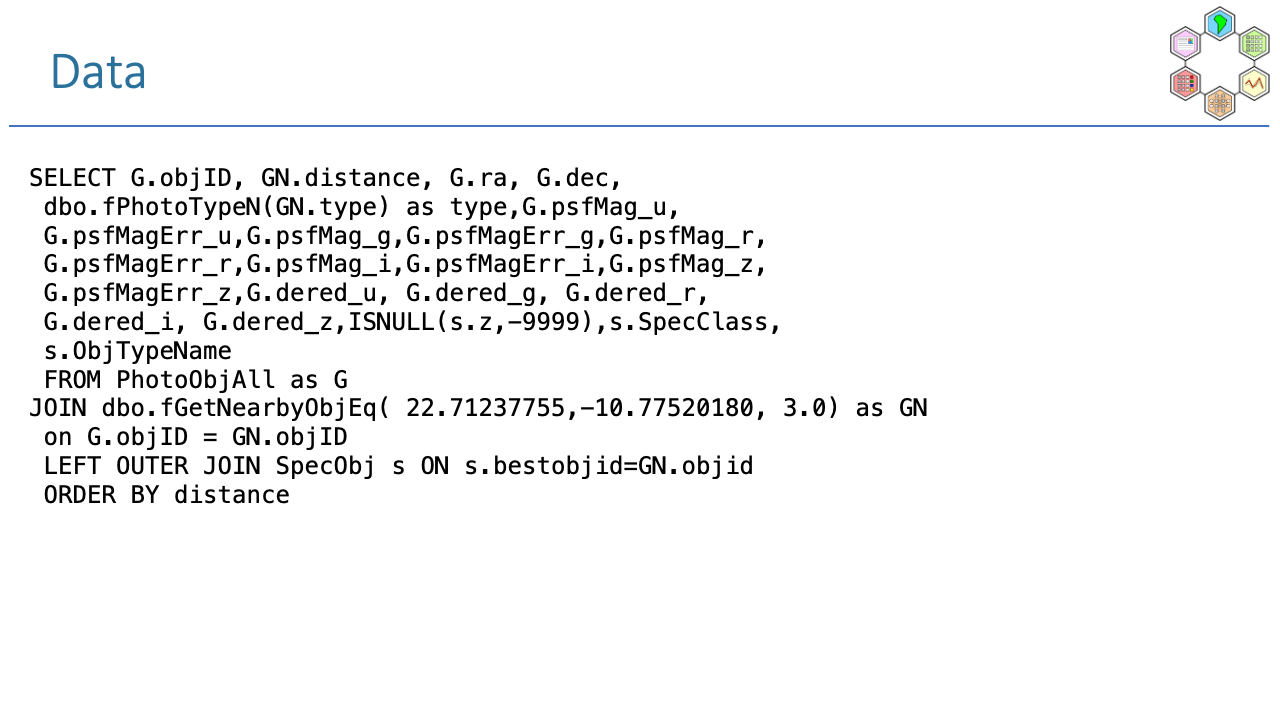 Data
SELECT G.objID, GN.distance, G.ra, G.dec,
dbo.fPhotoTypeN(GN.type) as type,G.psfMag_u,
G.psfMagErr_u,G.psfMag_g,G.psfMagErr_g,G.psfMag_r,
G.psfMagErr_r,G.psfMag_i,G.psfMagErr_i,G.psfMag_z,
G.psfMagErr_z,G.dered_u, G.dered_g, G.dered_r,
G.dered_i, G.dered_z,ISNULL(s.z,-9999),s.SpecClass,
s.ObjTypeName
FROM PhotoObjAll as G
JOIN dbo.fGetNearbyObjEq( 22.71237755,-10.77520180, 3.0) as GN
on G.objID = GN.objID
LEFT OUTER JOIN SpecObj s ON s.bestobjid=GN.objid
ORDER BY distance